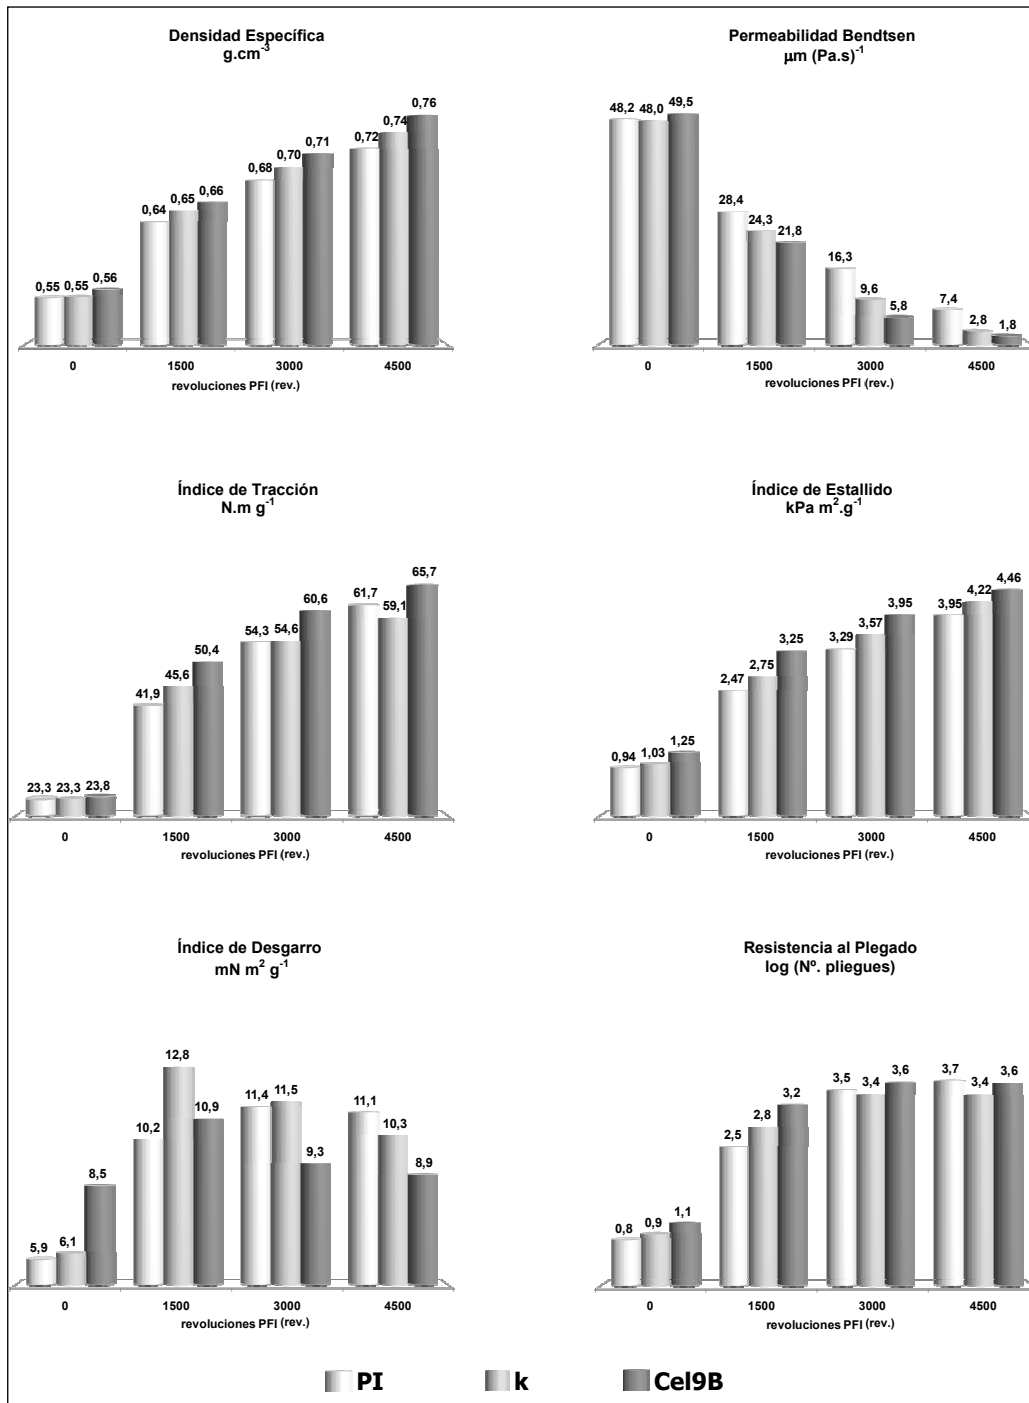 Densidad Específica
g.cm-3
0,55 0,55 0,56
0,64 0,65 0,66
0,68 0,70 0,71
0,72 0,74 0,76
0 1500 3000 4500
revoluciones PFI (rev.)
Permeabilidad Bendtsen
µm (Pa.s)-1
48,2 48,0 49,5
28,4 24,3 21,8
16,3 9,6 5,8
7,4 2,8 1,8
0 1500 3000 4500
revoluciones PFI (rev.)
Índice de Tracción
N.m g-1
23,3 23,3 23,8
41,9 45,6 50,4
54,3 54,6 60,6
61,7 59,1 65,7
0 1500 3000 4500
revoluciones PFI (rev.)
Índice de Estallido
kPa m2.g-1
0,94 1,03 1,25
2,47 2,75 3,25
3,29 3,57 3,95
3,95 4,22 4,46
0 1500 3000 4500
revoluciones PFI (rev.)
Índice de Desgarro
mN m2 g-1
5,9 6,1 8,5
10,2 12,8 10,9
11,4 11,5 9,3
11,1 10,3 8,9
0 1500 3000 4500
revoluciones PFI (rev.)
Resistencia al Plegado
log (Nº. pliegues)
0,8 0,9 1,1
2,5 2,8 3,2
3,5 3,4 3,6
3,7 3,4 3,6
0 1500 3000 4500
revoluciones PFI (rev.)
PI k Cel9B